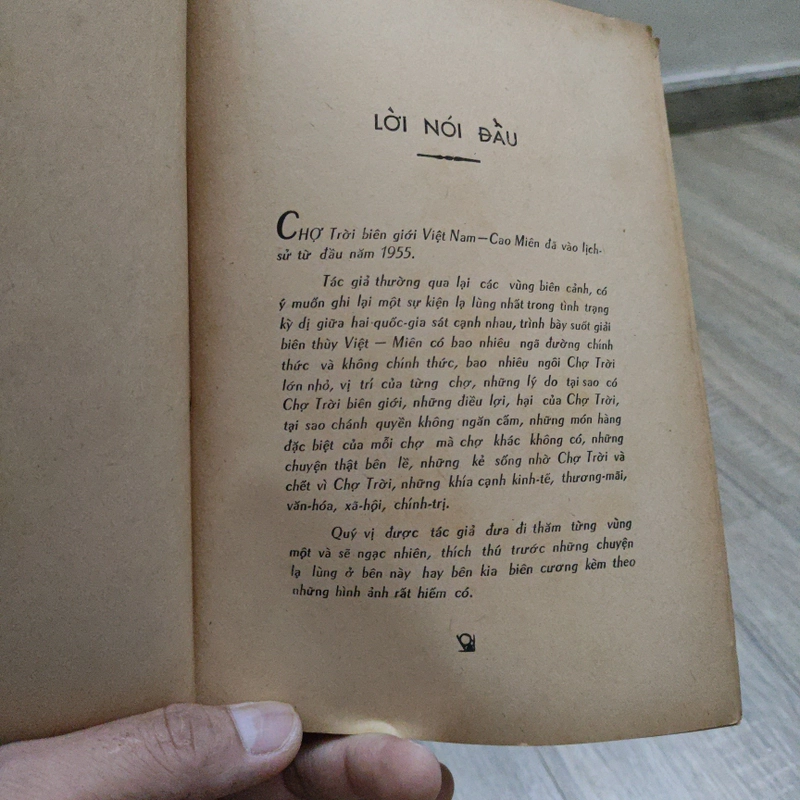 LỜI NÓI ĐẦU
CHỢ Trời biên giới Việt Nam—Cao Miên đã vào lịch-
sử từ đầu năm 1955.
Tác giả thường qua lại các vùng biên cảnh, có
ý muốn ghi lại một sự kiện lạ lùng nhất trong tình trạng
kỳ dị giữa hai-quốc-gia sát cạnh nhau, trình bày suốt giải
biên thùy Việt — Miên có bao nhiêu ngã đường chính
thức và không chính thức, bao nhiêu ngôi Chợ Trời
lớn nhỏ, vị trí của từng chợ, những lý do tại sao có
Chợ Trời biên giới, những điều lợi, hại của Chợ Trời,
tại sao chánh quyền không ngăn cấm, những món hàng
đặc biệt của mỗi chợ mà chợ khác không có, những
chuyện thật bên lề, những kẻ sống nhờ Chợ Trời và
chết vì Chợ Trời, những khía cạnh kinh-tế, thương-mãi,
văn-hóa, xã-hội, chính-trị.
Quý vị được tác giả đưa đi thăm từng vùng
một và sẽ ngạc nhiên, thích thú trước những chuyện
lạ lùng ở bên này hay bên kia biên cương kèm theo
những hình ảnh rất hiếm có.